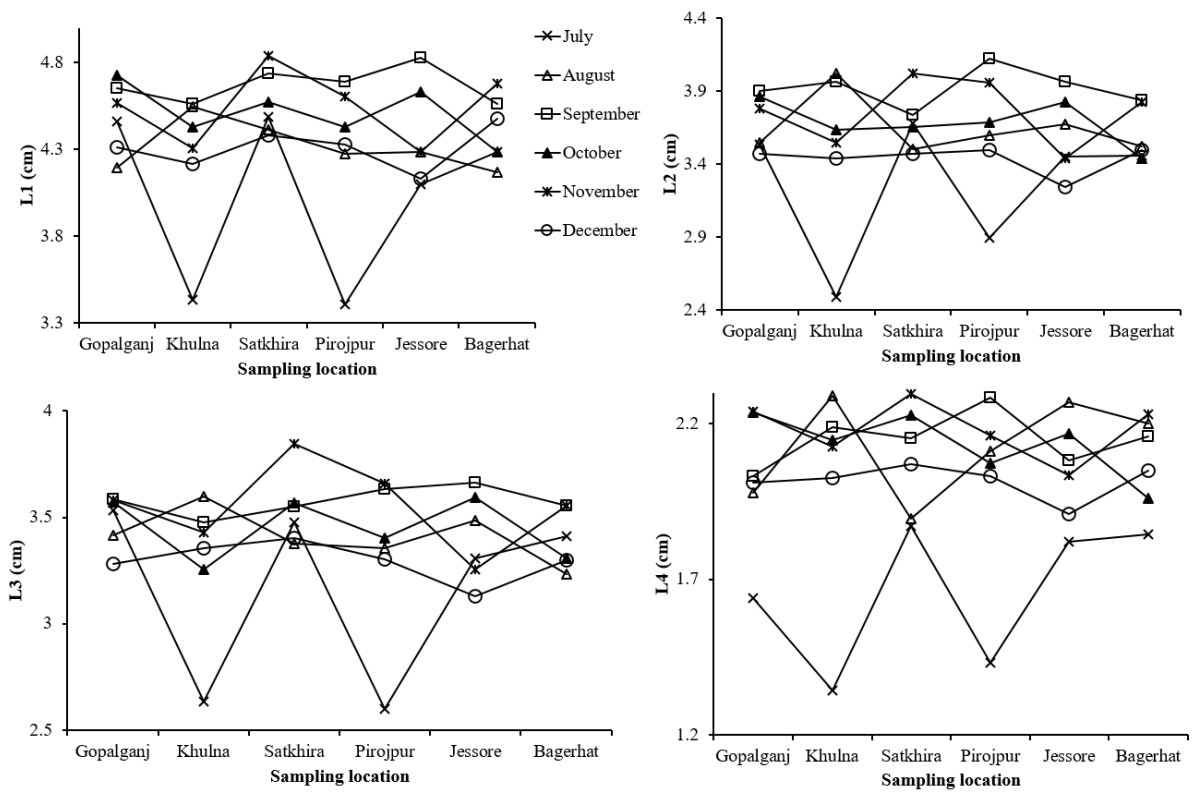 4.8
4.3
3.8
3.3
L1 (cm)
Gopalganj Khulna Satkhira Pirojpur Jessore Bagerhat
Sampling location
July
August
September
October
November
December
4.4
3.9
3.4
2.9
2.4
L2 (cm)
Gopalganj Khulna Satkhira Pirojpur Jessore Bagerhat
Sampling location
4
3.5
3
2.5
L3 (cm)
Gopalganj Khulna Satkhira Pirojpur Jessore Bagerhat
Sampling location
2.2
1.7
1.2
L4 (cm)
Gopalganj Khulna Satkhira Pirojpur Jessore Bagerhat
Sampling location